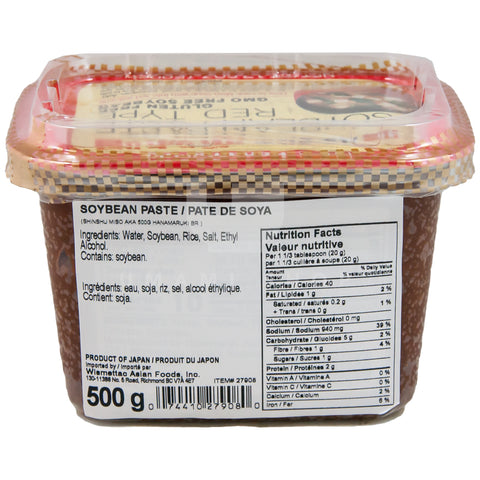 GLUTEN FREE
GMO FREE SOYBEAN
RED TYPE
SOYBEAN PASTE / PATE DE SOYA
(SHINSHU MISO AKA 500G HANAMARUKI BR.)
Ingredients: Water, Soybean, Rice, Salt, Ethyl
Alcohol.
Contains: soybean.
Ingrédients: eau, soja, riz, sel, alcool éthylique.
Contient: soja.
PRODUCT OF JAPAN / PRODUIT DU JAPON
Imported by / Importé par
Wismettac Asian Foods, Inc.
130-11388 No. 5 Road, Richmond BC V7A 4E7
ITEM# 27908
500 g
0 74410 27908 0
Nutrition Facts
Valeur nutritive
Per 1 1/3 tablespoon (20 g)
par 1 1/3 cuillère à soupe (20 g)
Amount % Daily Value
Teneur % valeur quotidienne
Calories / Calories 40
Fat / Lipides 1 g 2 %
Saturated / saturés 0.2 g
+ Trans / trans 0 g 1 %
Cholesterol / Cholestérol 0 mg
Sodium / Sodium 940 mg 39 %
Carbohydrate / Glucides 5 g 2 %
Fibre / Fibres 1 g 4 %
Sugars / Sucres 1 g
Protein / Protéines 2 g
Vitamin A / Vitamine A 0 %
Vitamin C / Vitamine C 0 %
Calcium / Calcium 2 %
Iron / Fer 6 %